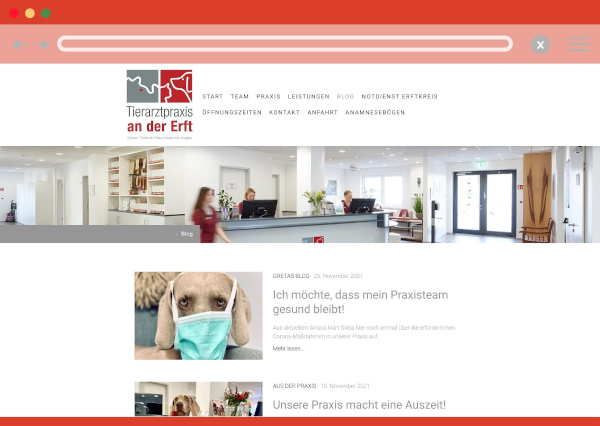 x
START TEAM PRAXIS LEISTUNGEN BLOG NOTDIENST ERFTKREIS
Tierarztpraxis
an der Erft
ÖFFNUNGSZEITEN KONTAKT ANFAHRT ANAMNESEBÖGEN
Blog
GRETAS BLOG · 25. November 2021
Ich möchte, dass mein Praxisteam
gesund bleibt!
Aus aktuellem Anlass klärt Greta hier noch einmal über die erforderlichen
Corona-Maßnahmen in unserer Praxis auf.
Mehr lesen...
AUS DER PRAXIS · 10. November 2021
Unsere Praxis macht eine Auszeit!